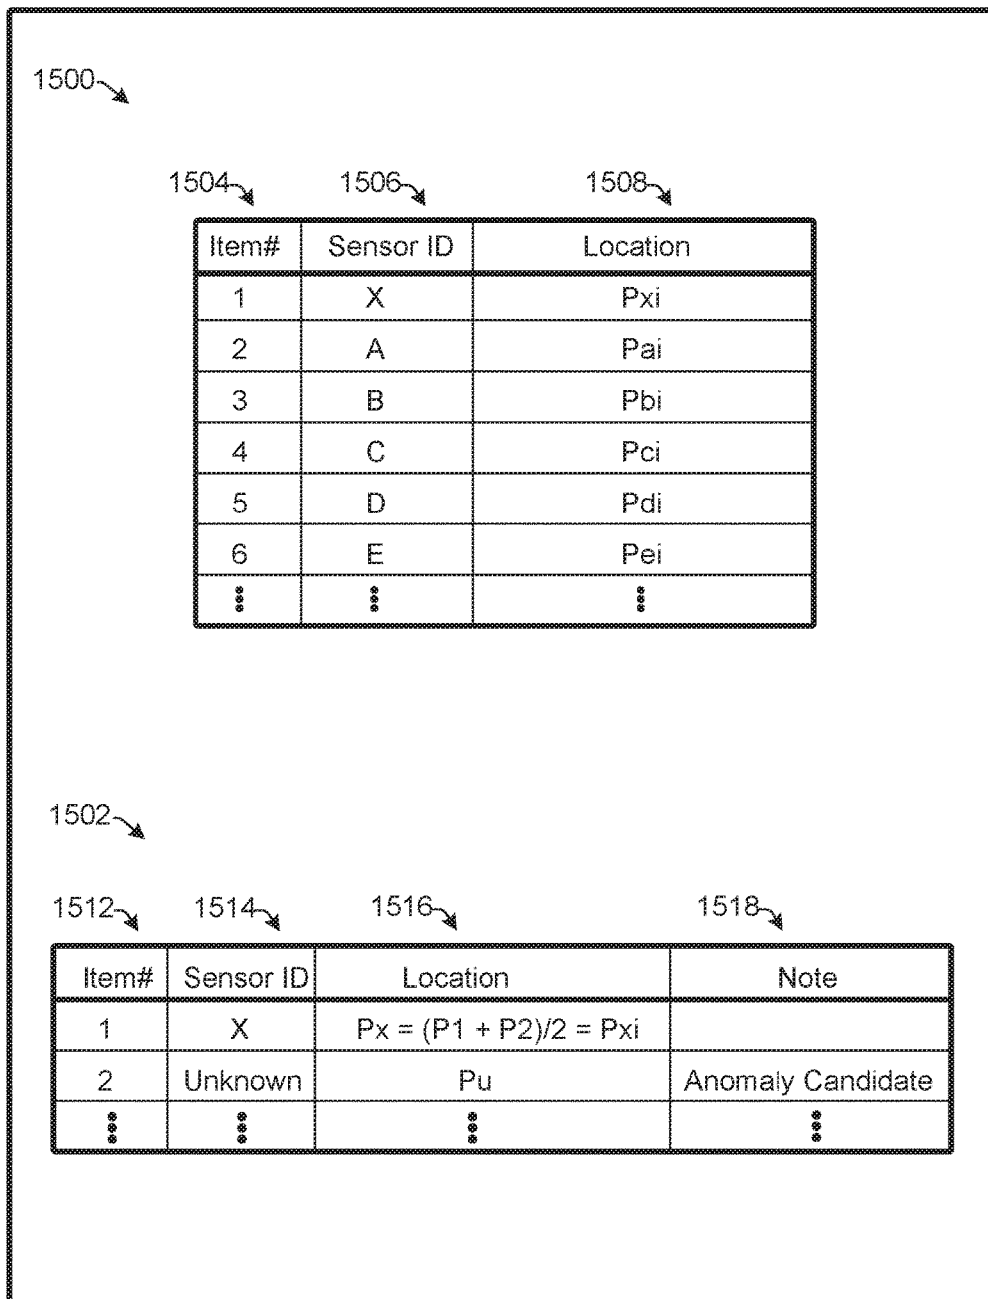 1500
1504 1506 1508
Item# Sensor ID Location
1 X Pxi
2 A Pai
3 B Pbi
4 C Pci
5 D Pdi
6 E Pei
1502
1512 1514 1516 1518
Item# Sensor ID Location Note
1 X Px = (P1 + P2)/2 = Pxi
2 Unknown Pu Anomaly Candidate